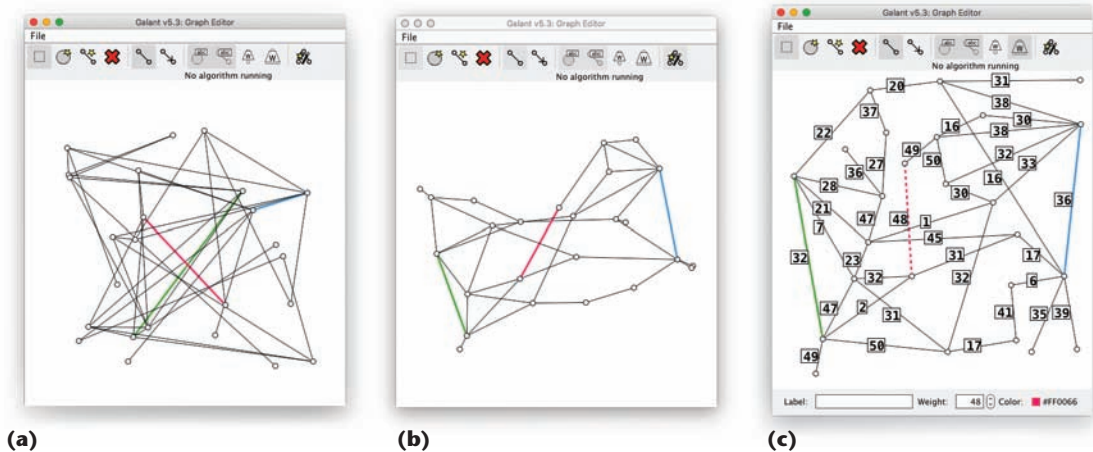 Galant v5.3: Graph Editor
File
No algorithm running
(a)
Galant v5.3: Graph Editor
File
No algorithm running
(b)
Galant v5.3: Graph Editor
File
No algorithm running
20
31
37
38
22
16
30
38
49
50
32
33
36
27
28
16
30
36
21
47
48
1
7
45
32
23
32
31
32
17
6
47
2
31
41
35
39
50
17
49
Label:
Weight: 48 Color: #FF0066
(c)